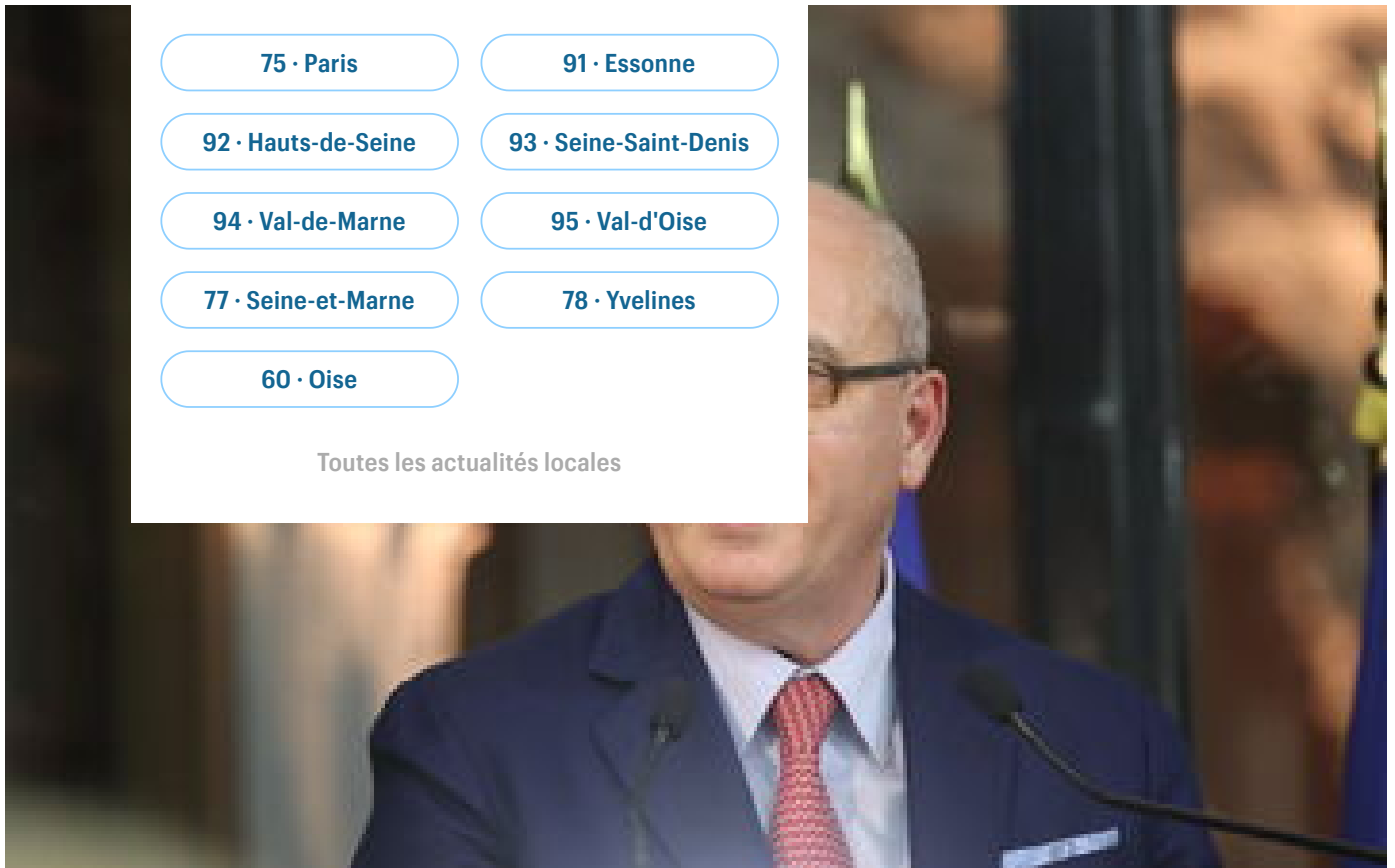 75 · Paris
91 · Essonne
92 · Hauts-de-Seine
93 · Seine-Saint-Denis
94 · Val-de-Marne
95 · Val-d'Oise
77 · Seine-et-Marne
78 · Yvelines
60 · Oise
Toutes les actualités locales